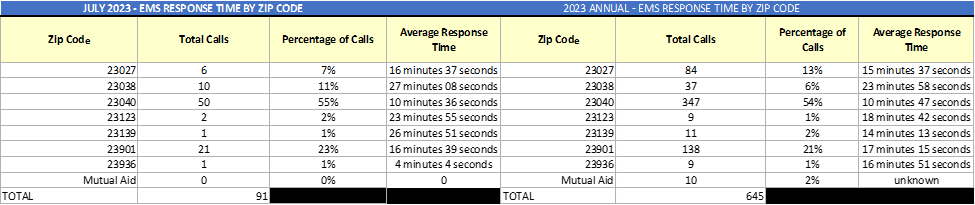 JULY 2023 - EMS RESPONSE TIME BY ZIP CODE 2023 ANNUAL - EMS RESPONSE TIME BY ZIP CODE
Zip Code Total Calls Percentage of Calls Average Response Time Zip Code Total Calls Percentage of Calls Average Response Time
23027 6 7% 16 minutes 37 seconds 23027 84 13% 15 minutes 37 seconds
23038 10 11% 27 minutes 08 seconds 23038 37 6% 23 minutes 58 seconds
23040 50 55% 10 minutes 36 seconds 23040 347 54% 10 minutes 47 seconds
23123 2 2% 23 minutes 55 seconds 23123 9 1% 18 minutes 42 seconds
23139 1 1% 26 minutes 51 seconds 23139 11 2% 14 minutes 13 seconds
23901 21 23% 16 minutes 39 seconds 23901 138 21% 17 minutes 15 seconds
23936 1 1% 4 minutes 4 seconds 23936 9 1% 16 minutes 51 seconds
Mutual Aid 0 0% 0 Mutual Aid 10 2% unknown
TOTAL 91 TOTAL 645